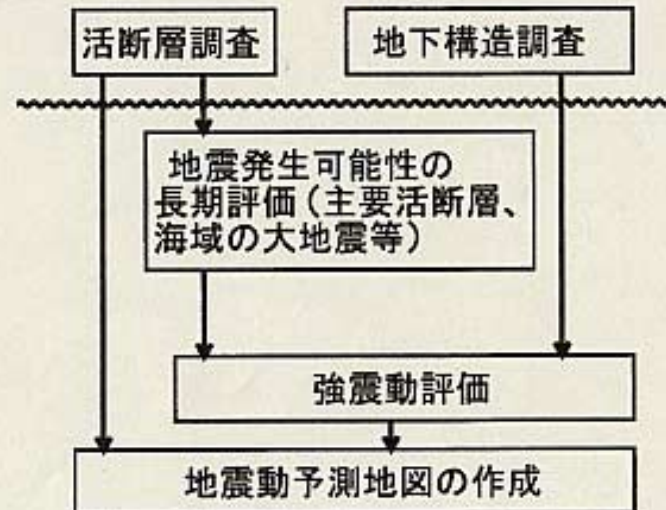 活断層調査
地下構造調査
地震発生可能性の
長期評価（主要活断層、
海域の大地震等）
強震動評価
地震動予測地図の作成